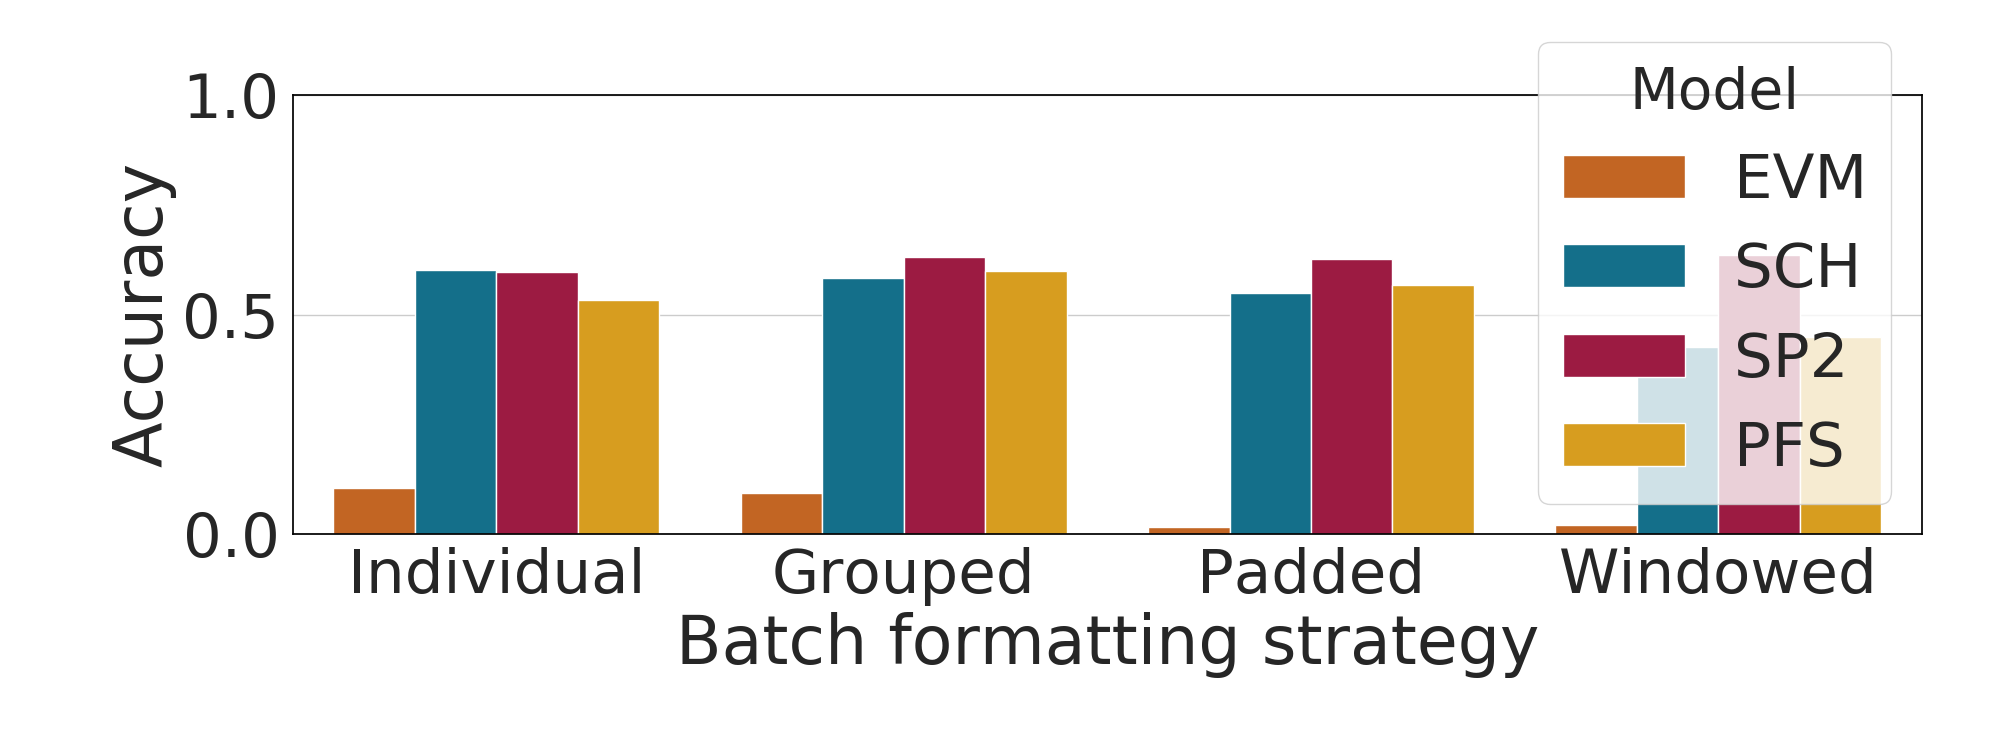 Accuracy
1.0
0.5
0.0
Model
EVM
SCH
SP2
PFS
Individual Grouped Padded Windowed
Batch formatting strategy